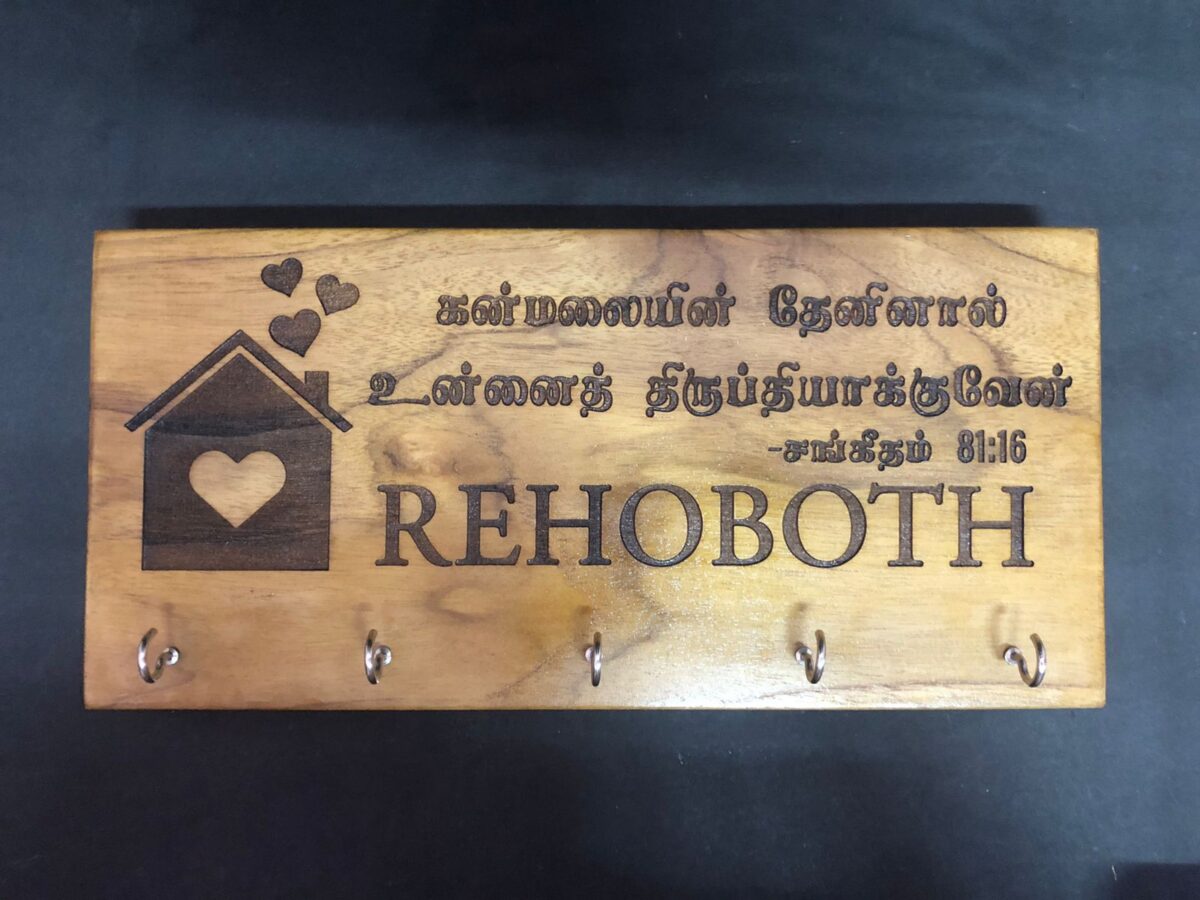 கன்மலையின் தேனினால்
உன்னைத் திருப்தியாக்குவேன்
-சங்கீதம் 81:16
REHOBOTH